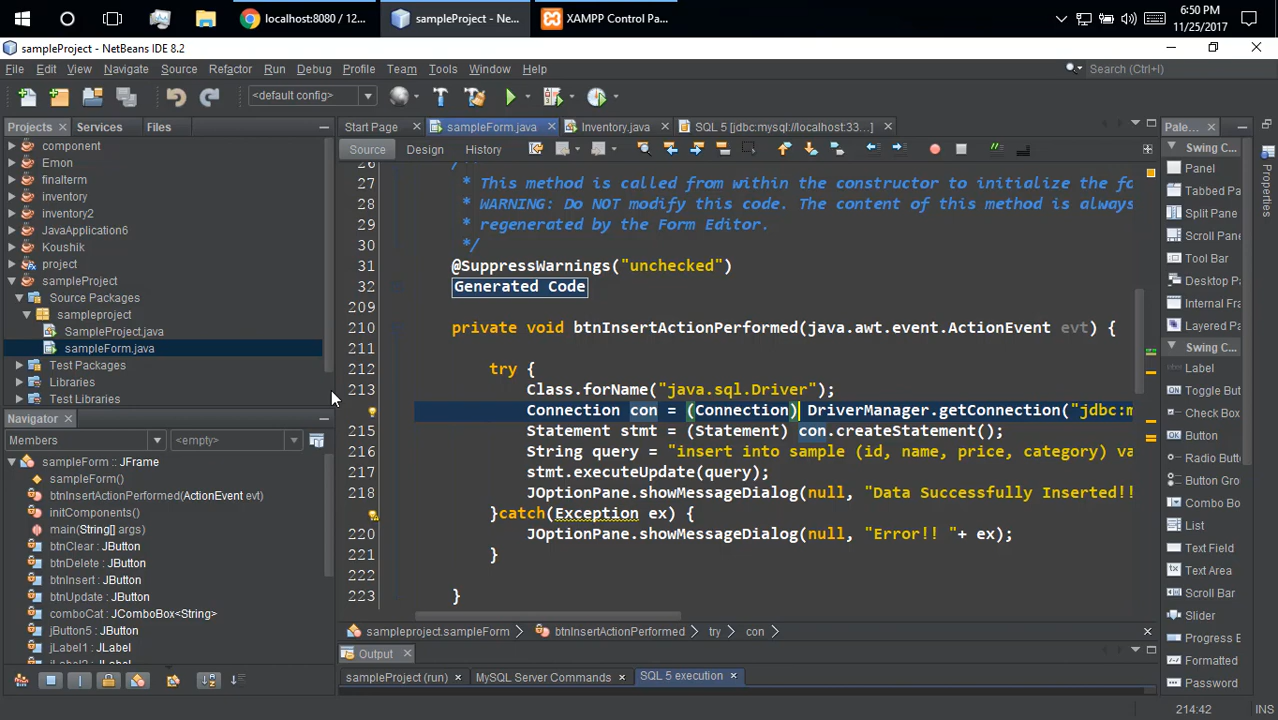 localhost:8080 / 12...
sampleProject - Ne...
XAMPP Control Pa...
6:50 PM
11/25/2017
sampleProject - NetBeans IDE 8.2
File Edit View Navigate Source Refactor Run Debug Profile Team Tools Window Help
Search (Ctrl+I)
<default config>
Projects Services Files
Start Page sampleForm.java Inventory.java SQL 5 [jdbc:mysql://localhost:33...]
Source Design History
component
Emon
finalterm
inventory
inventory2
JavaApplication6
Koushik
project
sampleProject
Source Packages
sampleproject
SampleProject.java
sampleForm.java
Test Packages
Libraries
Test Libraries
Navigator
Members <empty>
sampleForm :: JFrame
sampleForm()
btnInsertActionPerformed(ActionEvent evt)
initComponents()
main(String[] args)
btnClear : JButton
btnDelete : JButton
btnInsert : JButton
btnUpdate : JButton
comboCat : JComboBox<String>
jButton5 : JButton
jLabel1 : JLabel
jLabel2 : JLabel
26 /**
27 * This method is called from within the constructor to initialize the fo
28 * WARNING: Do NOT modify this code. The content of this method is always
29 * regenerated by the Form Editor.
30 */
31 @SuppressWarnings("unchecked")
32 Generated Code
209
210 private void btnInsertActionPerformed(java.awt.event.ActionEvent evt) {
211
212 try {
213 Class.forName("java.sql.Driver");
Connection con = (Connection) DriverManager.getConnection("jdbc:m
215 Statement stmt = (Statement) con.createStatement();
216 String query = "insert into sample (id, name, price, category) va
217 stmt.executeUpdate(query);
218 JOptionPane.showMessageDialog(null, "Data Successfully Inserted!!
}catch(Exception ex) {
220 JOptionPane.showMessageDialog(null, "Error!! "+ ex);
221 }
222
223 }
sampleproject.sampleForm btnInsertActionPerformed try con
Output
sampleProject (run) MySQL Server Commands SQL 5 execution
Pale...
Swing C...
Panel
Tabbed Pa
Split Pane
Scroll Pan
Tool Bar
Desktop P
Internal Fr
Layered Pa
Swing C...
Label
Toggle Butt
Check Box
Button
Radio Butto
Button Gro
Combo Bo
List
Text Field
Text Area
Scroll Bar
Slider
Progress B
Formatted
Password
Properties
214:42 INS